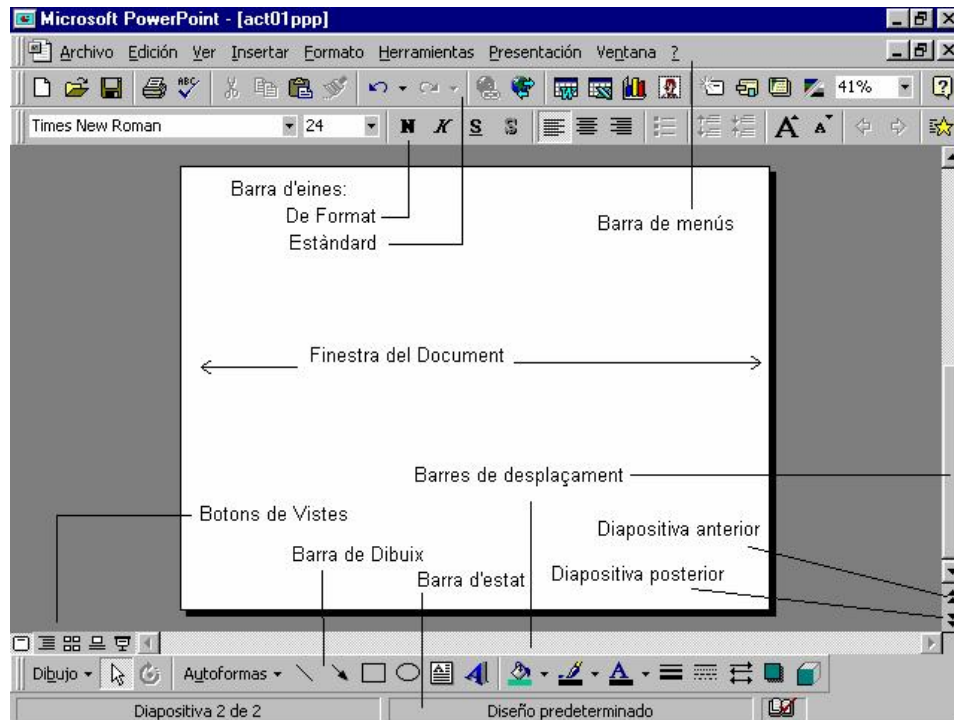 Microsoft PowerPoint - [act01ppp]
Archivo Edición Ver Insertar Formato Herramientas Presentación Ventana ?
ABC 41%
Times New Roman 24 N K S S A A
Barra d'eines:
De Format
Estàndard
Barra de menús
Finestra del Document
Barres de desplaçament
Botons de Vistes
Diapositiva anterior
Barra de Dibuix
Diapositiva posterior
Barra d'estat
Dibujo Autoformas A A
Diapositiva 2 de 2 Diseño predeterminado